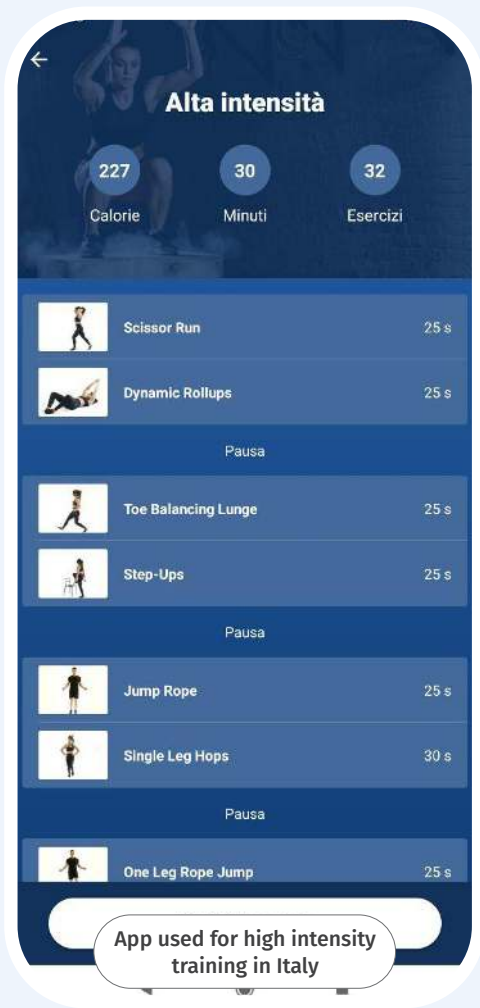 Alta intensità
227
30
32
Calorie
Minuti
Esercizi
Scissor Run
25 s
Dynamic Rollups
25 s
Pausa
Toe Balancing Lunge
25 s
Step-Ups
25 s
Pausa
Jump Rope
25 s
Single Leg Hops
30 s
Pausa
One Leg Rope Jump
25 s
App used for high intensity
training in Italy